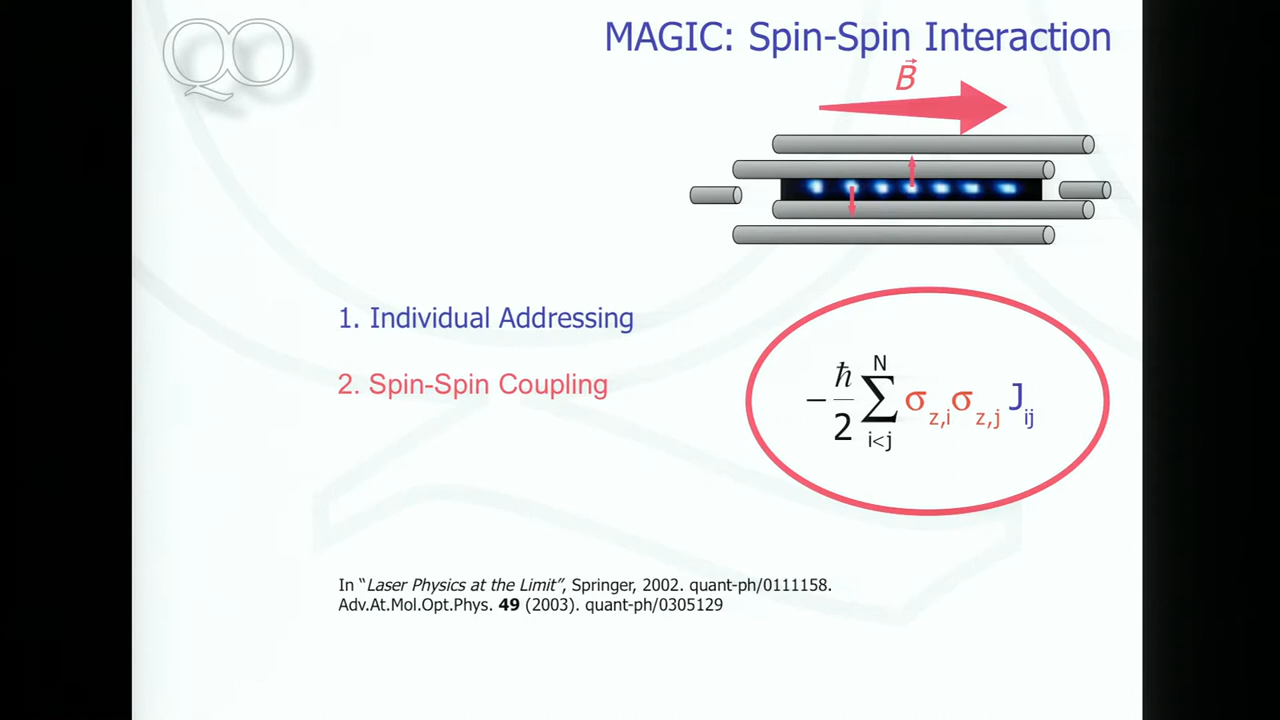 QO
MAGIC: Spin-Spin Interaction
B⃗
1. Individual Addressing
2. Spin-Spin Coupling
− ħ/2 ∑_{i<j}^{N} σ_{z,i} σ_{z,j} J_{ij}
In “Laser Physics at the Limit”, Springer, 2002. quant-ph/0111158.
Adv.At.Mol.Opt.Phys. 49 (2003). quant-ph/0305129